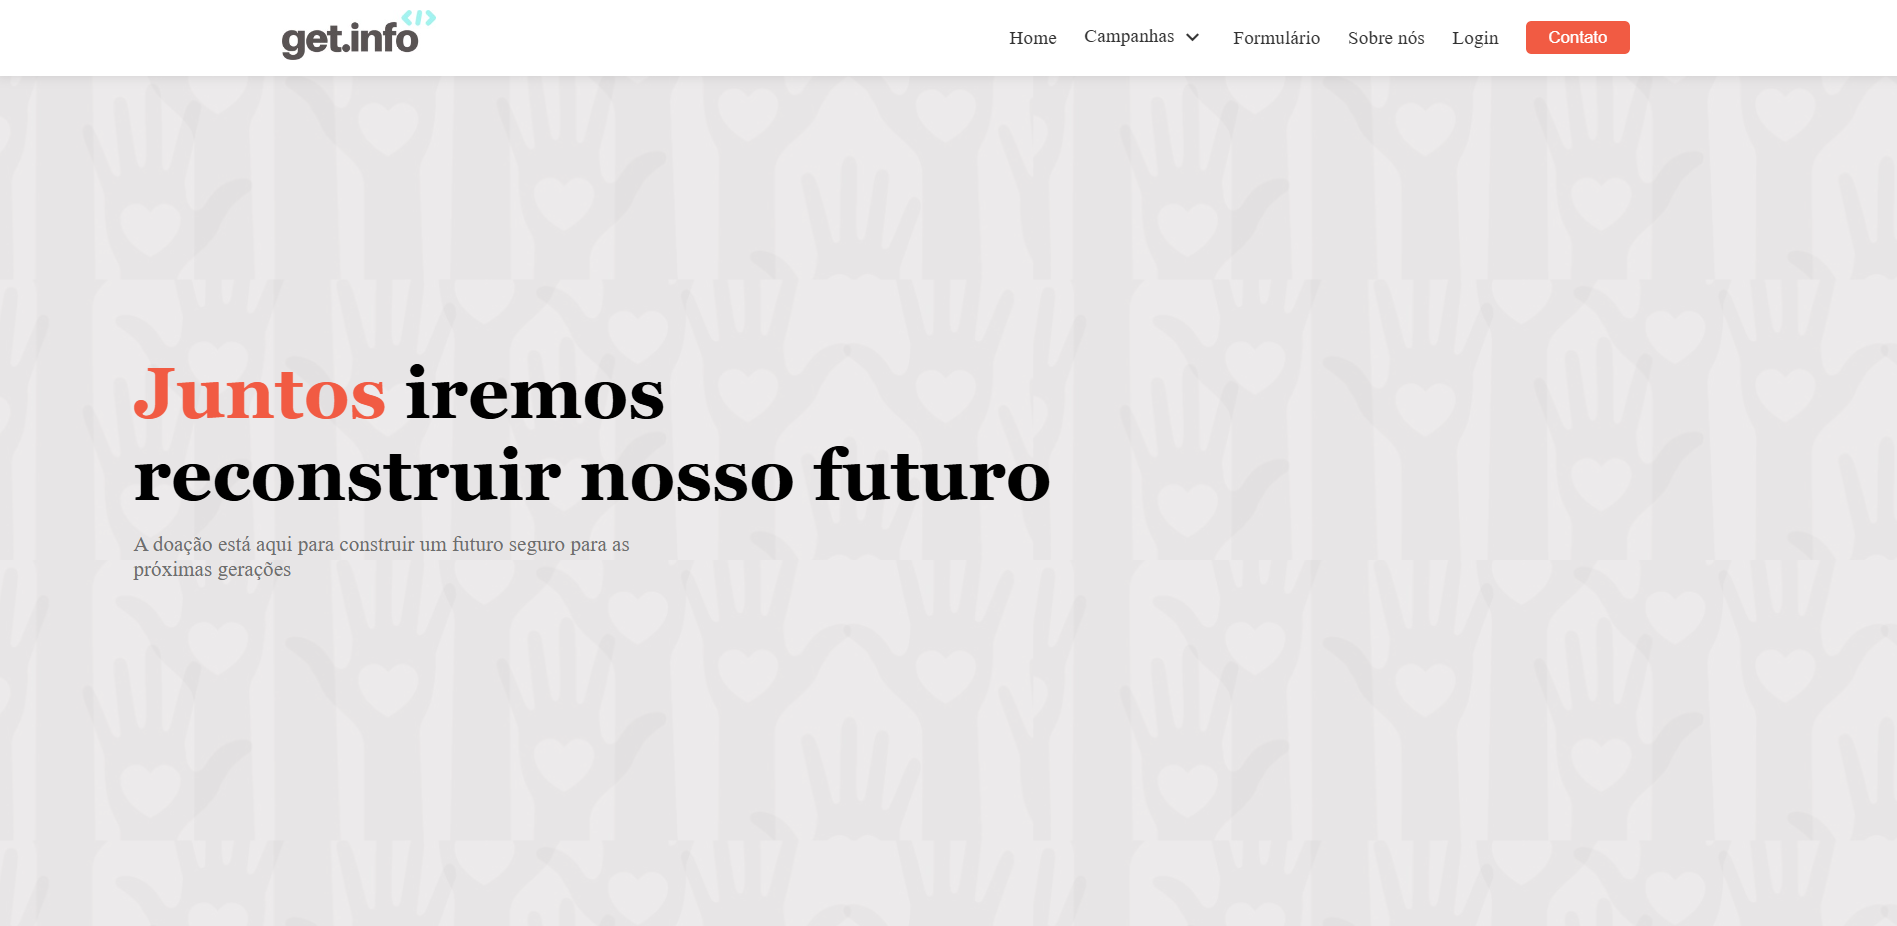 get.info </>
Home Campanhas Formulário Sobre nós Login Contato
Juntos iremos
reconstruir nosso futuro
A doação está aqui para construir um futuro seguro para as
próximas gerações